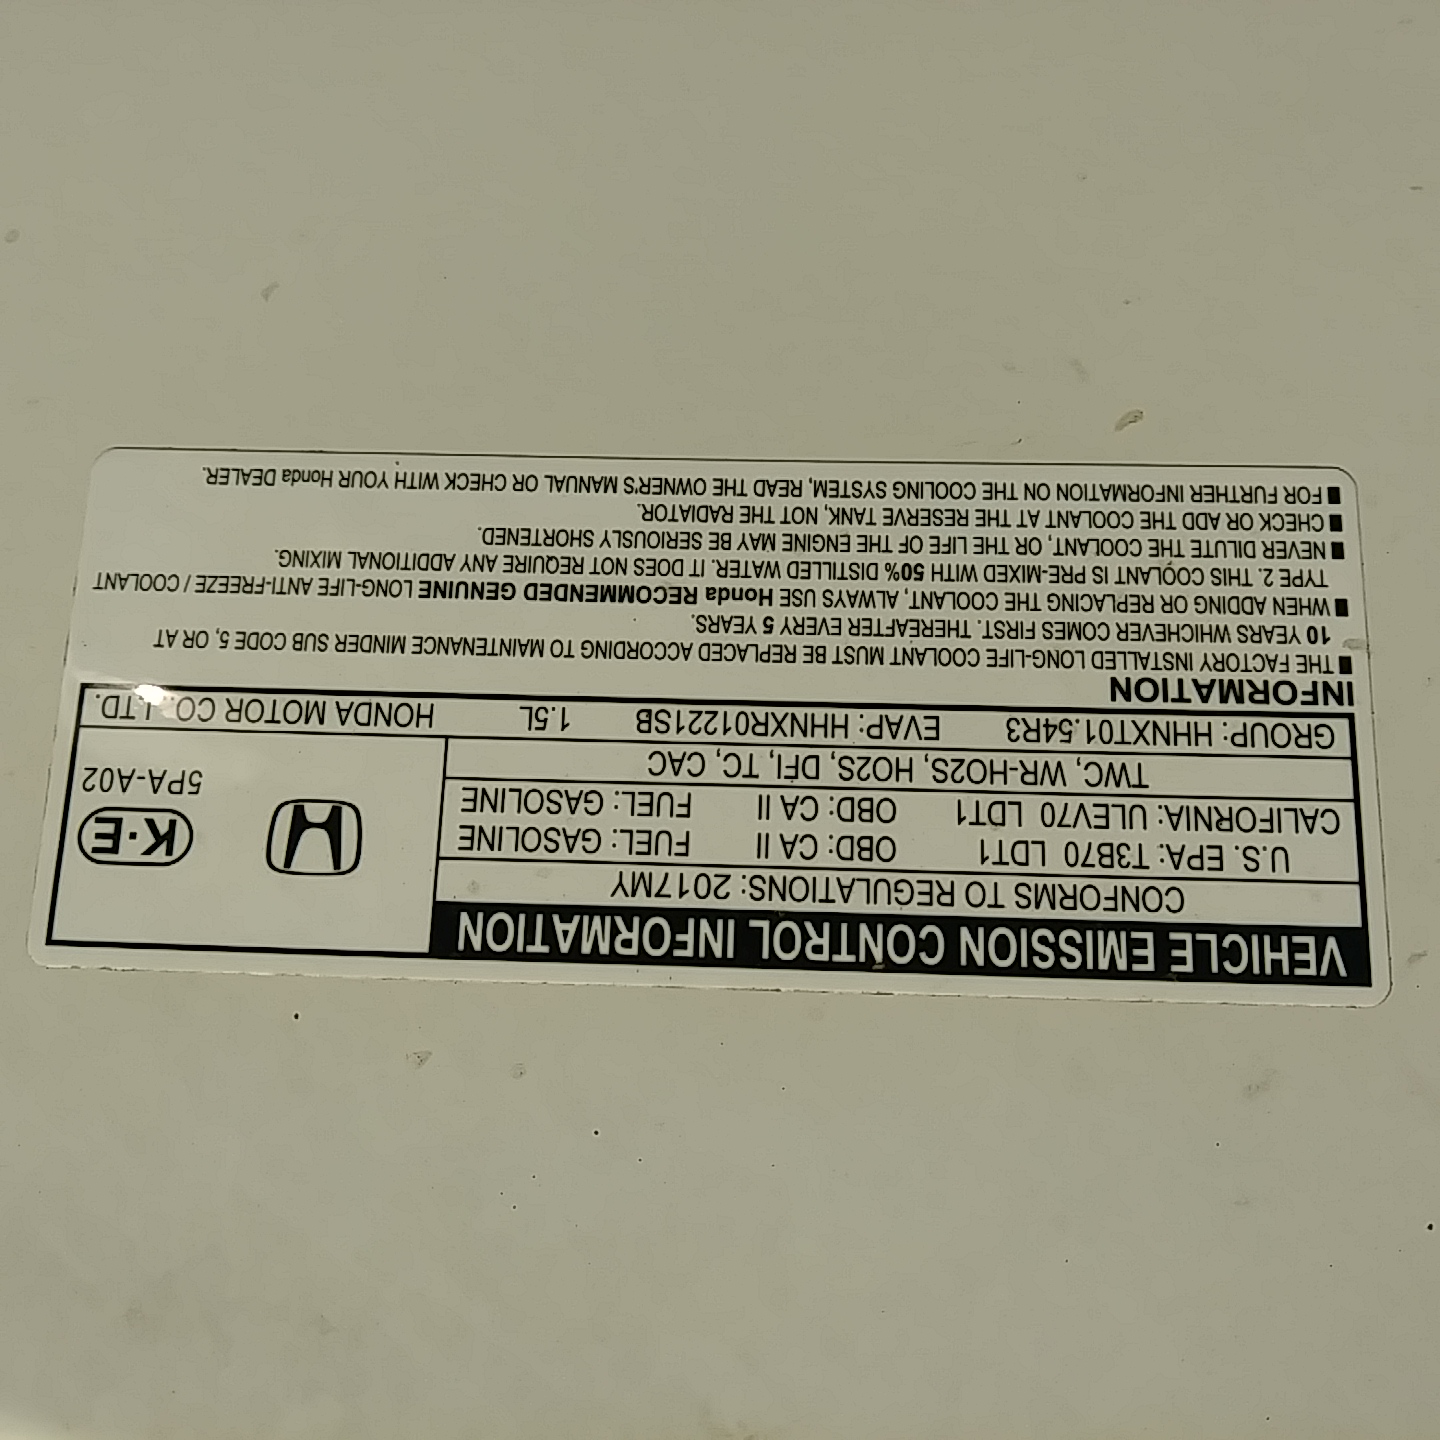 VEHICLE EMISSION CONTROL INFORMATION
CONFORMS TO REGULATIONS: 2017MY
U.S. EPA: T3B70 LDT1 OBD: CA II FUEL: GASOLINE
CALIFORNIA: ULEV70 LDT1 OBD: CA II FUEL: GASOLINE
TWC, WR-HO2S, HO2S, DFI, TC, CAC
K·E
5PA-A02
GROUP: HHNXT01.54R3 EVAP: HHNXR01221SB 1.5L HONDA MOTOR CO., LTD.
INFORMATION
■ THE FACTORY INSTALLED LONG-LIFE COOLANT MUST BE REPLACED ACCORDING TO MAINTENANCE MINDER SUB CODE 5, OR AT
10 YEARS WHICHEVER COMES FIRST. THEREAFTER EVERY 5 YEARS.
■ WHEN ADDING OR REPLACING THE COOLANT, ALWAYS USE Honda RECOMMENDED GENUINE LONG-LIFE ANTI-FREEZE / COOLANT
TYPE 2. THIS COOLANT IS PRE-MIXED WITH 50% DISTILLED WATER. IT DOES NOT REQUIRE ANY ADDITIONAL MIXING.
■ NEVER DILUTE THE COOLANT, OR THE LIFE OF THE ENGINE MAY BE SERIOUSLY SHORTENED.
■ CHECK OR ADD THE COOLANT AT THE RESERVE TANK, NOT THE RADIATOR.
■ FOR FURTHER INFORMATION ON THE COOLING SYSTEM, READ THE OWNER'S MANUAL OR CHECK WITH YOUR Honda DEALER.